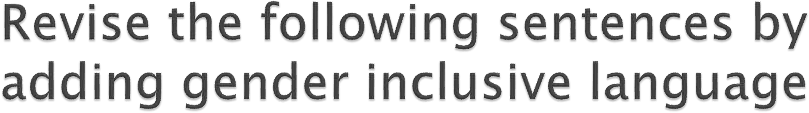 Revise the following sentences by
adding gender inclusive language